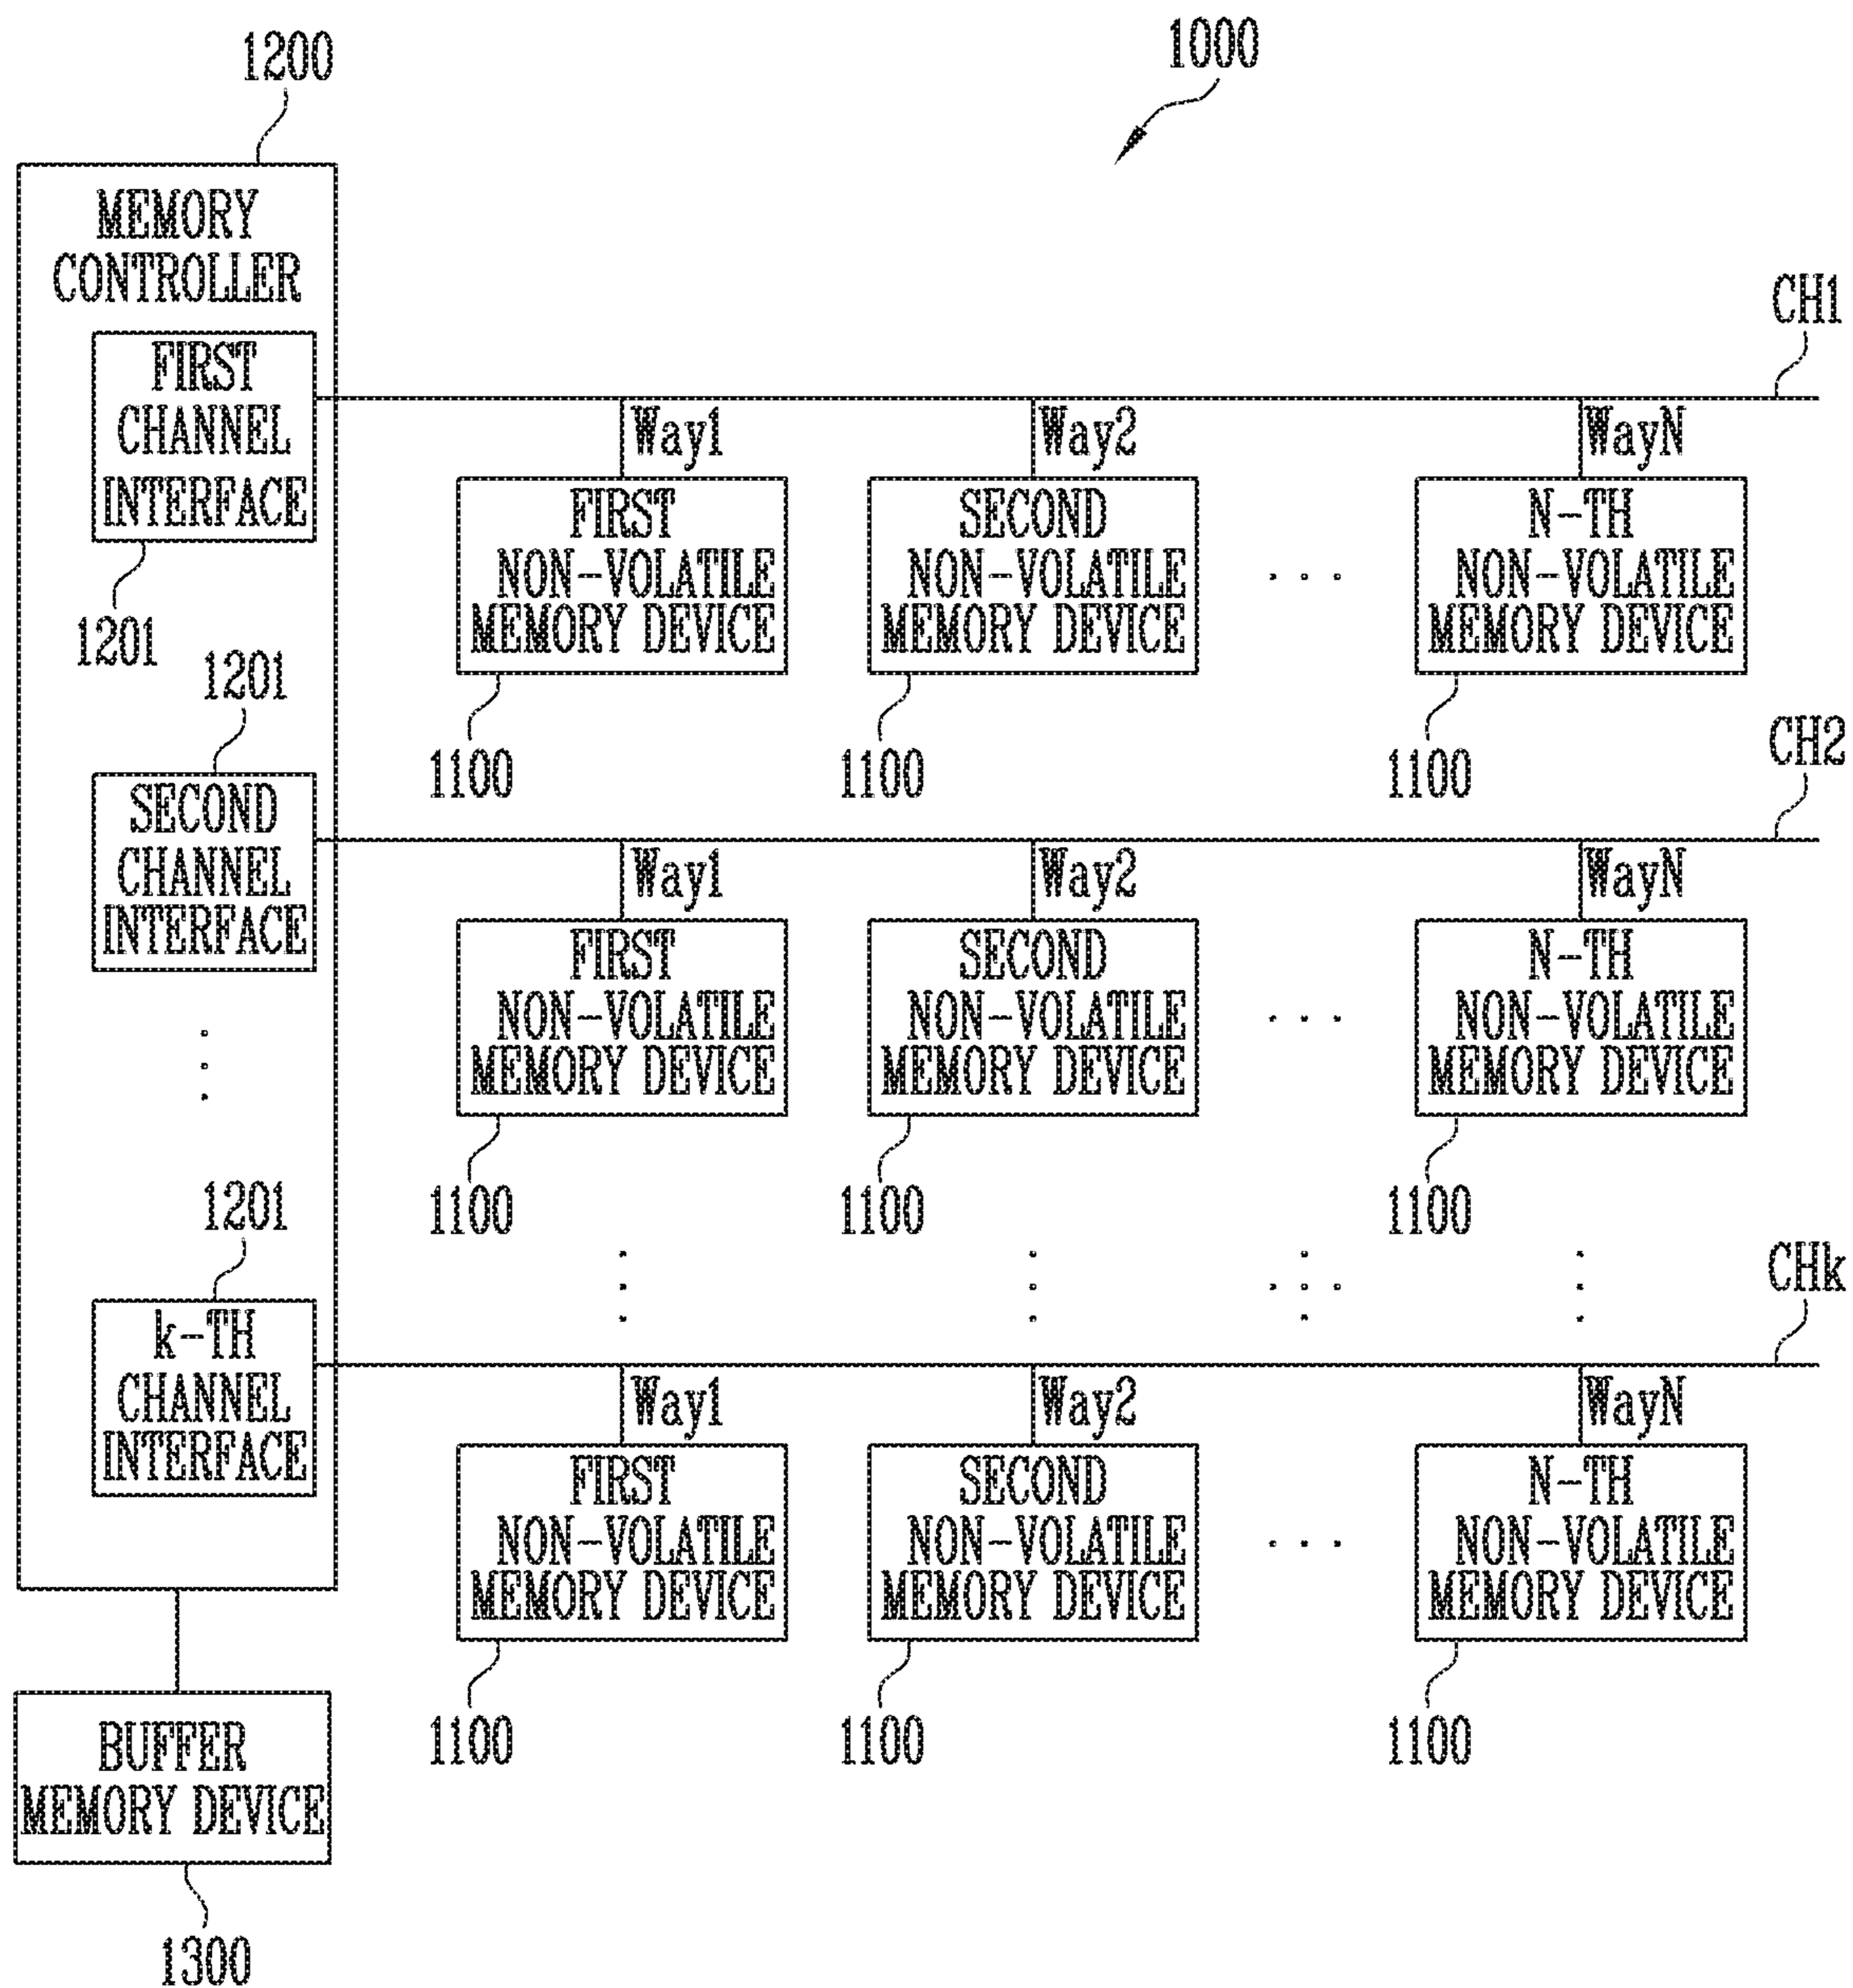 1000
1200
MEMORY
CONTROLLER
CH1
FIRST
CHANNEL
INTERFACE
1201
Way1
Way2
WayN
FIRST
NON-VOLATILE
MEMORY DEVICE
1100
SECOND
NON-VOLATILE
MEMORY DEVICE
1100
. . .
N-TH
NON-VOLATILE
MEMORY DEVICE
1100
1201
CH2
SECOND
CHANNEL
INTERFACE
Way1
Way2
WayN
FIRST
NON-VOLATILE
MEMORY DEVICE
1100
SECOND
NON-VOLATILE
MEMORY DEVICE
1100
. . .
N-TH
NON-VOLATILE
MEMORY DEVICE
1100
1201
CHk
k-TH
CHANNEL
INTERFACE
Way1
Way2
WayN
FIRST
NON-VOLATILE
MEMORY DEVICE
1100
SECOND
NON-VOLATILE
MEMORY DEVICE
1100
. . .
N-TH
NON-VOLATILE
MEMORY DEVICE
1100
BUFFER
MEMORY DEVICE
1300